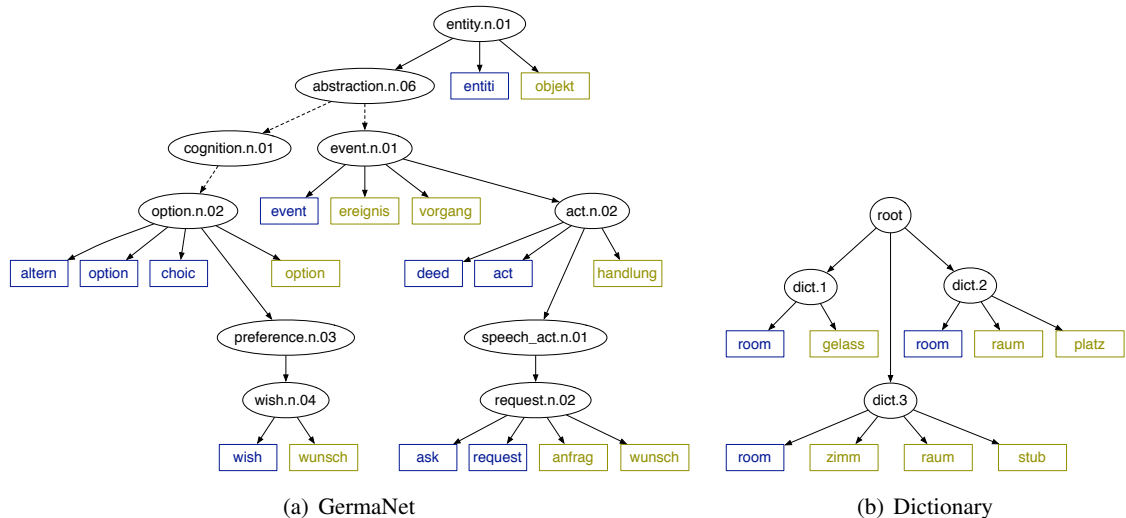 entity.n.01
abstraction.n.06 entiti objekt
cognition.n.01 event.n.01
option.n.02 event ereignis vorgang act.n.02 root
altern option choic option deed act handlung dict.1 dict.2
preference.n.03 speech_act.n.01 room gelass room raum platz
wish.n.04 request.n.02 dict.3
wish wunsch ask request anfrag wunsch room zimm raum stub
(a) GermaNet (b) Dictionary